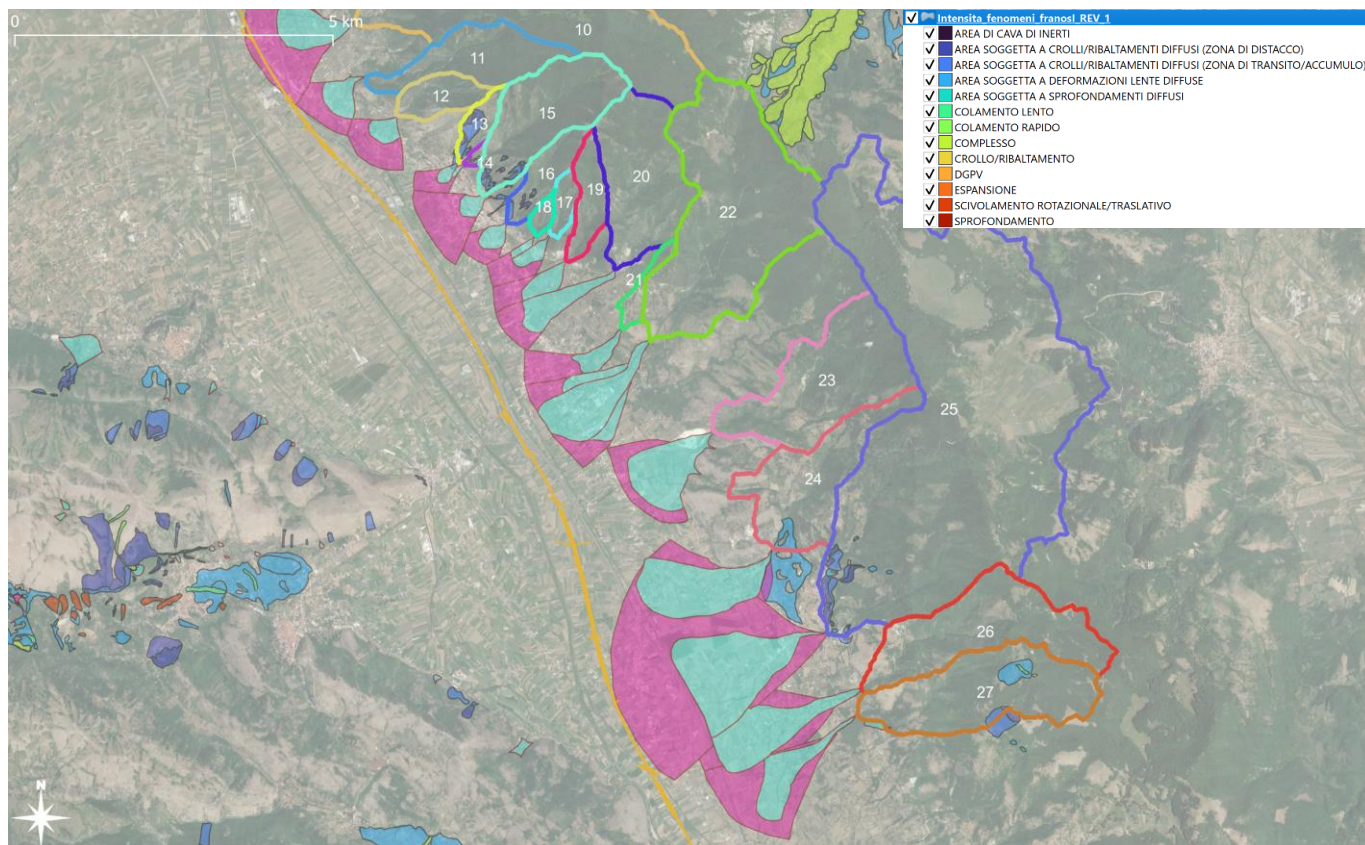 0 5 km
Intensita_fenomeni_franosI_REV_1
AREA DI CAVA DI INERTI
AREA SOGGETTA A CROLLI/RIBALTAMENTI DIFFUSI (ZONA DI DISTACCO)
AREA SOGGETTA A CROLLI/RIBALTAMENTI DIFFUSI (ZONA DI TRANSITO/ACCUMULO)
AREA SOGGETTA A DEFORMAZIONI LENTE DIFFUSE
AREA SOGGETTA A SPROFONDAMENTI DIFFUSI
COLAMENTO LENTO
COLAMENTO RAPIDO
COMPLESSO
CROLLO/RIBALTAMENTO
DGPV
ESPANSIONE
SCIVOLAMENTO ROTAZIONALE/TRASLATIVO
SPROFONDAMENTO
10
11
12
13
14
15
16
17
18
19
20
21
22
23
24
25
26
27
N